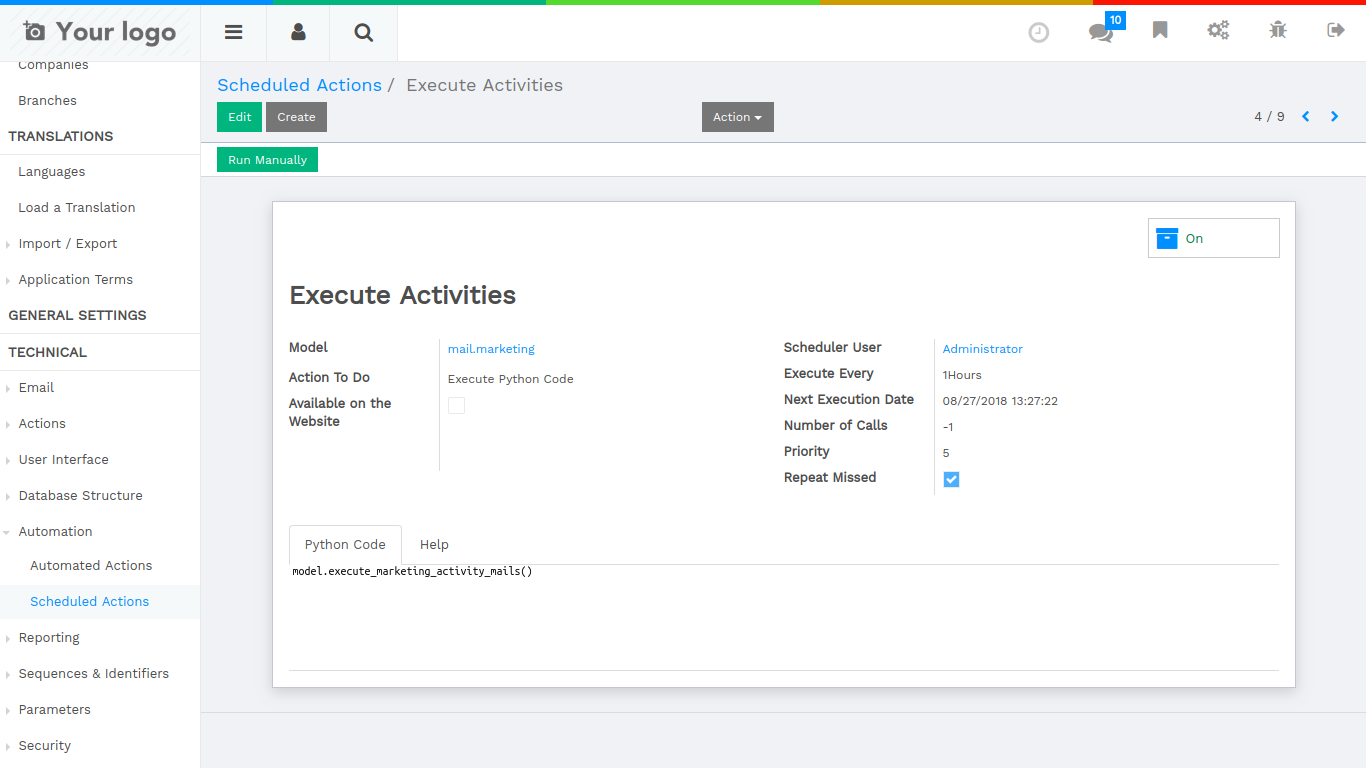 Your logo
10
Companies
Branches
TRANSLATIONS
Languages
Load a Translation
Import / Export
Application Terms
GENERAL SETTINGS
TECHNICAL
Email
Actions
User Interface
Database Structure
Automation
Automated Actions
Scheduled Actions
Reporting
Sequences & Identifiers
Parameters
Security
Scheduled Actions / Execute Activities
Edit Create Action 4 / 9
Run Manually
On
Execute Activities
Model mail.marketing
Action To Do Execute Python Code
Available on the
Website
Scheduler User Administrator
Execute Every 1Hours
Next Execution Date 08/27/2018 13:27:22
Number of Calls -1
Priority 5
Repeat Missed
Python Code Help
model.execute_marketing_activity_mails()